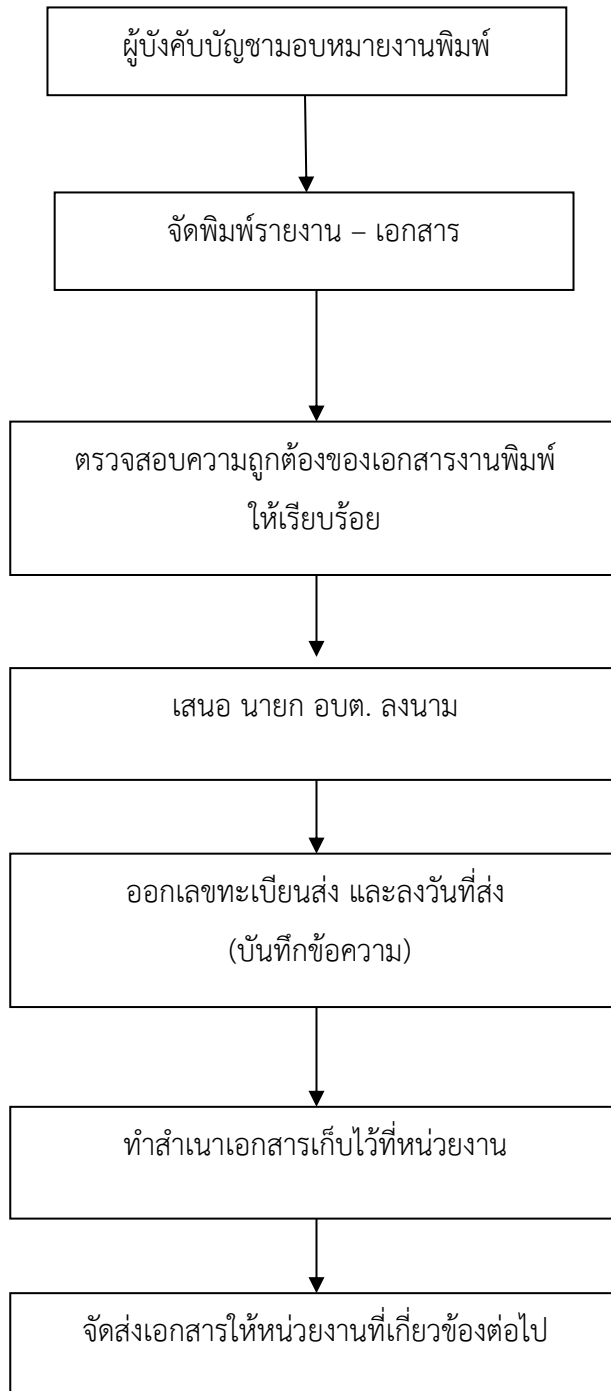 ผู้บังคับบัญชามอบหมายงานพิมพ์
จัดพิมพ์รายงาน – เอกสาร
ตรวจสอบความถูกต้องของเอกสารงานพิมพ์
ให้เรียบร้อย
เสนอ นายก อบต. ลงนาม
ออกเลขทะเบียนส่ง และลงวันที่ส่ง
(บันทึกข้อความ)
ทำสำเนาเอกสารเก็บไว้ที่หน่วยงาน
จัดส่งเอกสารให้หน่วยงานที่เกี่ยวข้องต่อไป